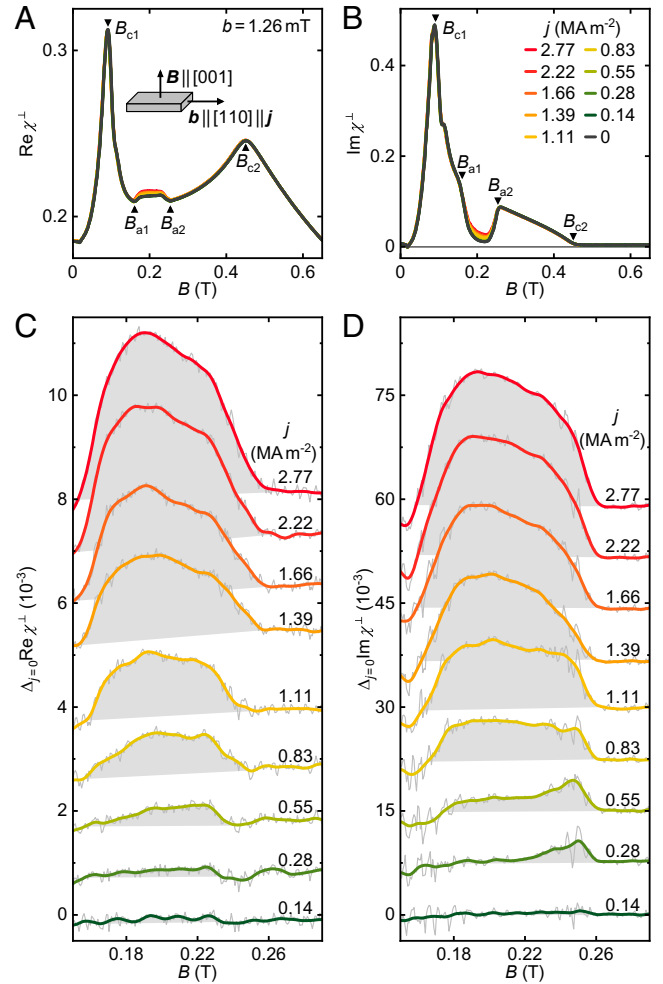 A
B_c1
b = 1.26 mT
B || [001]
b || [110] || j
B_c2
B_a1
B_a2
Re χ^⊥
0.3
0.2
0
0.2
0.4
0.6
B (T)
B
B_c1
j (MA m⁻²)
2.77
0.83
2.22
0.55
1.66
0.28
1.39
0.14
1.11
0
B_a1
B_a2
B_c2
Im χ^⊥
0.4
0.2
0
0
0.2
0.4
0.6
B (T)
C
j
(MA m⁻²)
2.77
2.22
1.66
1.39
1.11
0.83
0.55
0.28
0.14
Δ_{j=0}Re χ^⊥ (10⁻³)
10
8
6
4
2
0
0.18
0.22
0.26
B (T)
D
j
(MA m⁻²)
2.77
2.22
1.66
1.39
1.11
0.83
0.55
0.28
0.14
Δ_{j=0}Im χ^⊥ (10⁻³)
75
60
45
30
15
0
0.18
0.22
0.26
B (T)